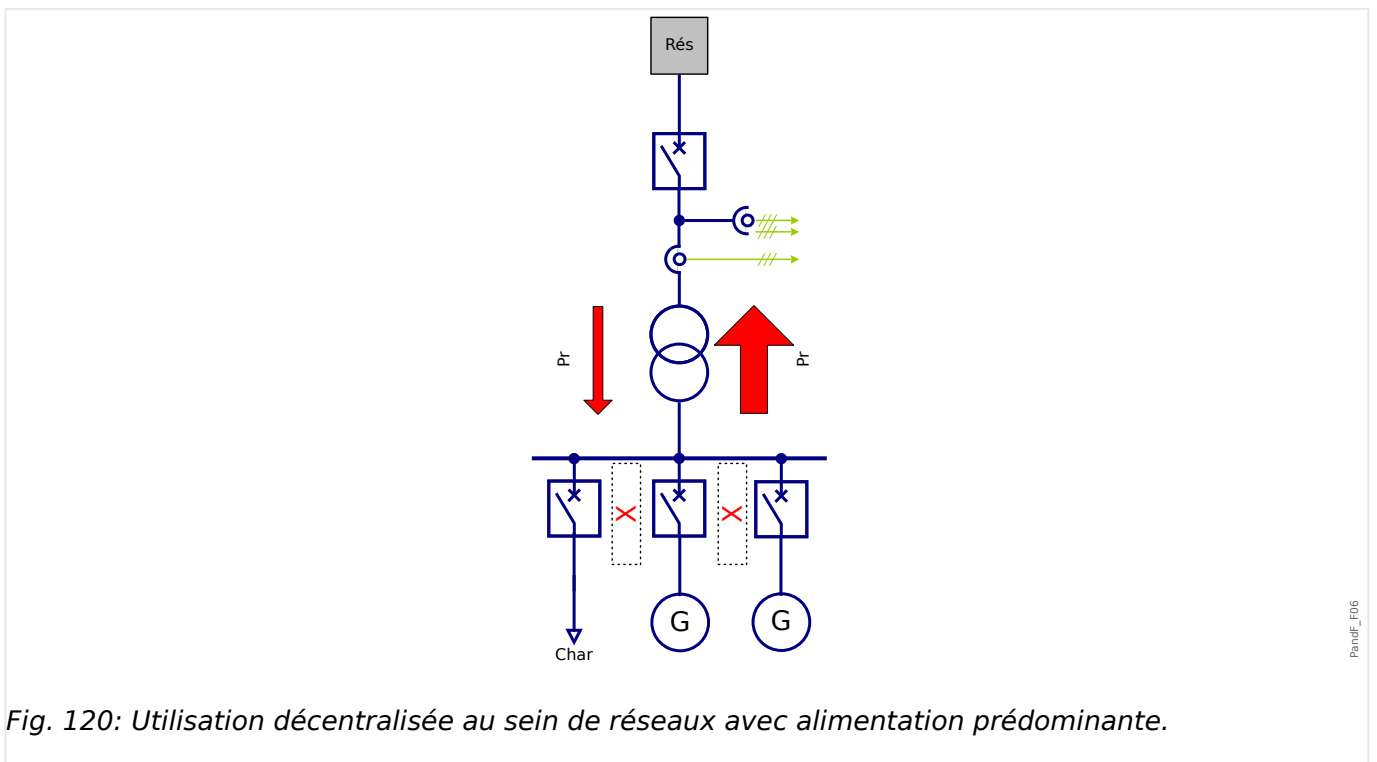 Rés
Pr
Pr
X
X
G
G
Char
PandF_F06
Fig. 120: Utilisation décentralisée au sein de réseaux avec alimentation prédominante.